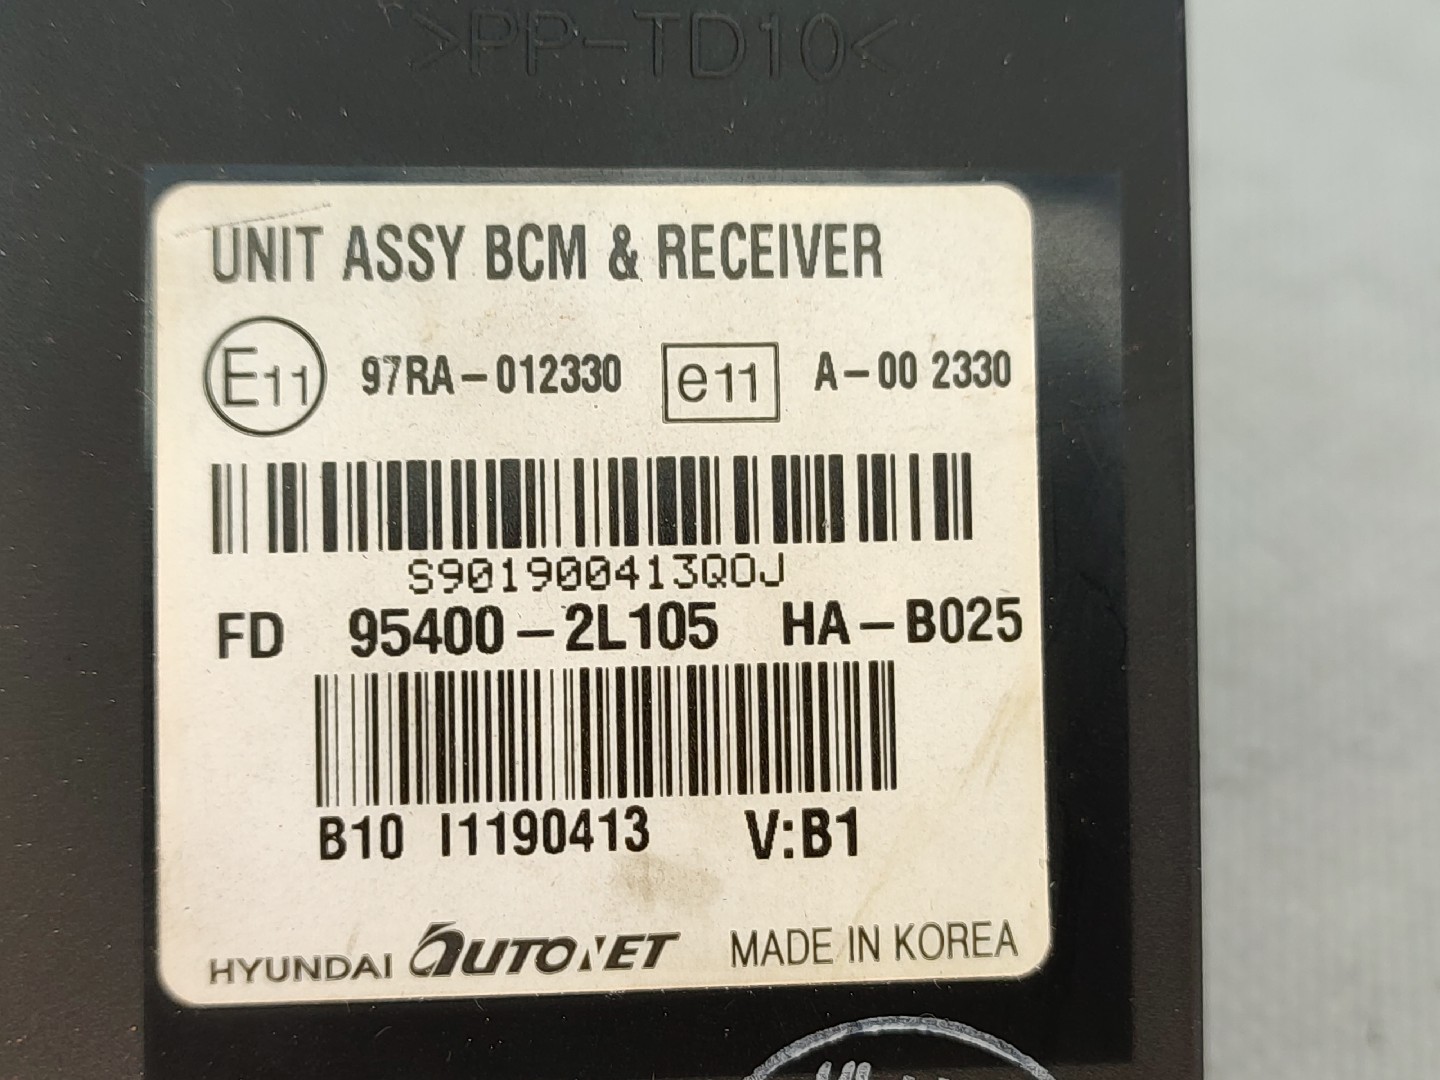 >PP-TD10<
UNIT ASSY BCM & RECEIVER
E11 97RA-012330 e11 A-00 2330
S901900413QOJ
FD 95400-2L105 HA-B025
B10 I1190413 V:B1
HYUNDAI AUTONET MADE IN KOREA